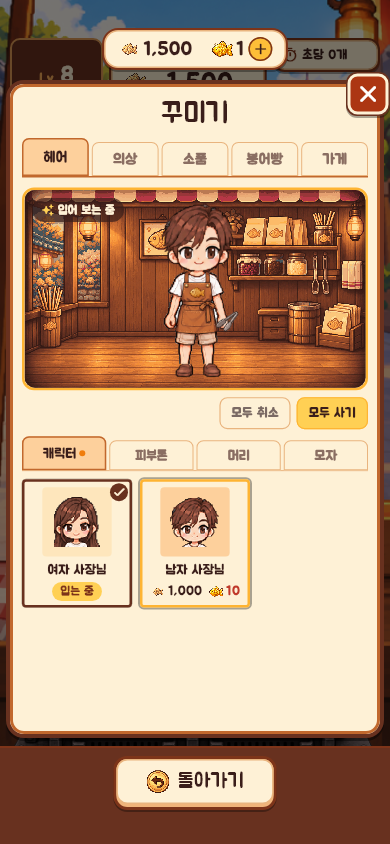 1,500
1
Lv 8
초당 0개
1,500
꾸미기
헤어
의상
소품
붕어빵
가게
입어 보는 중
모두 취소
모두 사기
캐릭터
피부톤
머리
모자
여자 사장님
남자 사장님
입는 중
1,000
10
돌아가기